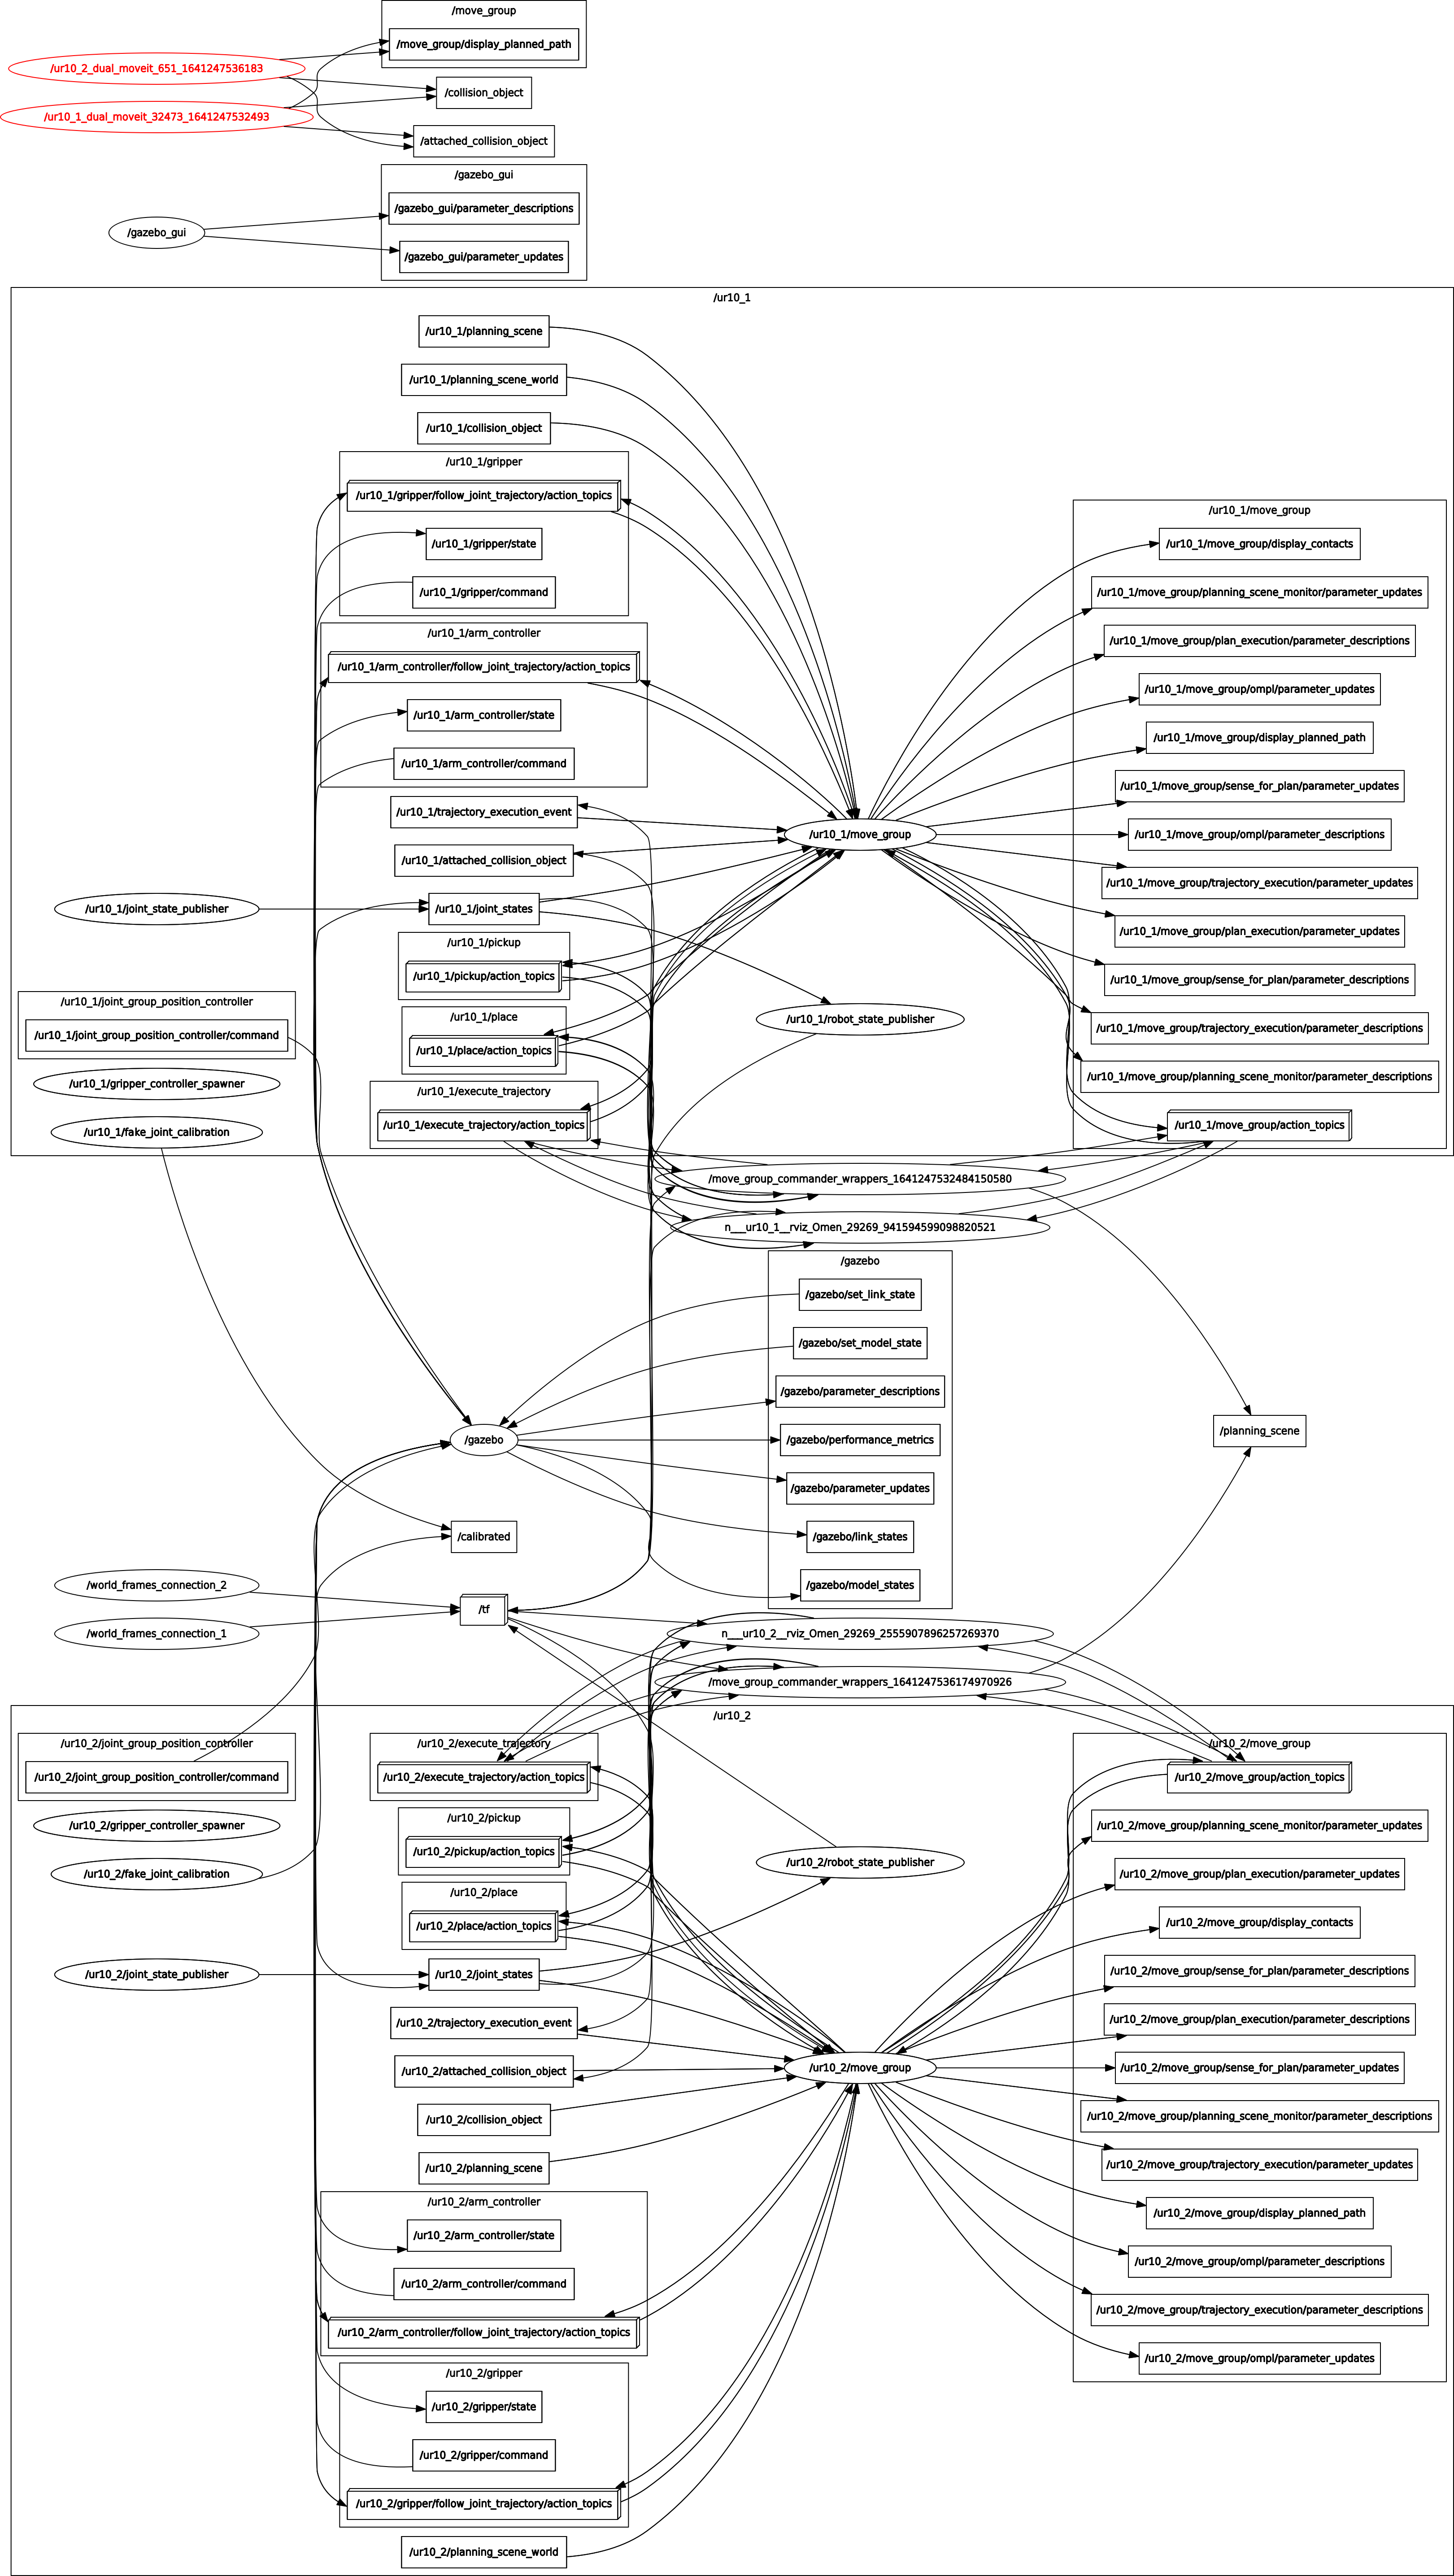 /move_group
/move_group/display_planned_path
/ur10_2_dual_moveit_651_1641247536183
/collision_object
/ur10_1_dual_moveit_32473_1641247532493
/attached_collision_object
/gazebo_gui
/gazebo_gui/parameter_descriptions
/gazebo_gui
/gazebo_gui/parameter_updates
/ur10_1
/ur10_1/planning_scene
/ur10_1/planning_scene_world
/ur10_1/collision_object
/ur10_1/gripper
/ur10_1/gripper/follow_joint_trajectory/action_topics
/ur10_1/gripper/state
/ur10_1/gripper/command
/ur10_1/arm_controller
/ur10_1/arm_controller/follow_joint_trajectory/action_topics
/ur10_1/arm_controller/state
/ur10_1/arm_controller/command
/ur10_1/trajectory_execution_event
/ur10_1/attached_collision_object
/ur10_1/joint_state_publisher
/ur10_1/joint_states
/ur10_1/pickup
/ur10_1/pickup/action_topics
/ur10_1/joint_group_position_controller
/ur10_1/joint_group_position_controller/command
/ur10_1/place
/ur10_1/place/action_topics
/ur10_1/gripper_controller_spawner
/ur10_1/execute_trajectory
/ur10_1/execute_trajectory/action_topics
/ur10_1/fake_joint_calibration
/ur10_1/move_group
/ur10_1/robot_state_publisher
/ur10_1/move_group
/ur10_1/move_group/display_contacts
/ur10_1/move_group/planning_scene_monitor/parameter_updates
/ur10_1/move_group/plan_execution/parameter_descriptions
/ur10_1/move_group/ompl/parameter_updates
/ur10_1/move_group/display_planned_path
/ur10_1/move_group/sense_for_plan/parameter_updates
/ur10_1/move_group/ompl/parameter_descriptions
/ur10_1/move_group/trajectory_execution/parameter_updates
/ur10_1/move_group/plan_execution/parameter_updates
/ur10_1/move_group/sense_for_plan/parameter_descriptions
/ur10_1/move_group/trajectory_execution/parameter_descriptions
/ur10_1/move_group/planning_scene_monitor/parameter_descriptions
/ur10_1/move_group/action_topics
/move_group_commander_wrappers_1641247532484150580
n___ur10_1__rviz_Omen_29269_941594599098820521
/gazebo
/gazebo/set_link_state
/gazebo/set_model_state
/gazebo/parameter_descriptions
/gazebo
/gazebo/performance_metrics
/planning_scene
/gazebo/parameter_updates
/calibrated
/gazebo/link_states
/world_frames_connection_2
/gazebo/model_states
/tf
/world_frames_connection_1
n___ur10_2__rviz_Omen_29269_2555907896257269370
/move_group_commander_wrappers_1641247536174970926
/ur10_2
/ur10_2/joint_group_position_controller
/ur10_2/joint_group_position_controller/command
/ur10_2/gripper_controller_spawner
/ur10_2/fake_joint_calibration
/ur10_2/joint_state_publisher
/ur10_2/execute_trajectory
/ur10_2/execute_trajectory/action_topics
/ur10_2/pickup
/ur10_2/pickup/action_topics
/ur10_2/place
/ur10_2/place/action_topics
/ur10_2/joint_states
/ur10_2/trajectory_execution_event
/ur10_2/attached_collision_object
/ur10_2/collision_object
/ur10_2/planning_scene
/ur10_2/arm_controller
/ur10_2/arm_controller/state
/ur10_2/arm_controller/command
/ur10_2/arm_controller/follow_joint_trajectory/action_topics
/ur10_2/gripper
/ur10_2/gripper/state
/ur10_2/gripper/command
/ur10_2/gripper/follow_joint_trajectory/action_topics
/ur10_2/planning_scene_world
/ur10_2/robot_state_publisher
/ur10_2/move_group
/ur10_2/move_group
/ur10_2/move_group/action_topics
/ur10_2/move_group/planning_scene_monitor/parameter_updates
/ur10_2/move_group/plan_execution/parameter_updates
/ur10_2/move_group/display_contacts
/ur10_2/move_group/sense_for_plan/parameter_descriptions
/ur10_2/move_group/plan_execution/parameter_descriptions
/ur10_2/move_group/sense_for_plan/parameter_updates
/ur10_2/move_group/planning_scene_monitor/parameter_descriptions
/ur10_2/move_group/trajectory_execution/parameter_updates
/ur10_2/move_group/display_planned_path
/ur10_2/move_group/ompl/parameter_descriptions
/ur10_2/move_group/trajectory_execution/parameter_descriptions
/ur10_2/move_group/ompl/parameter_updates